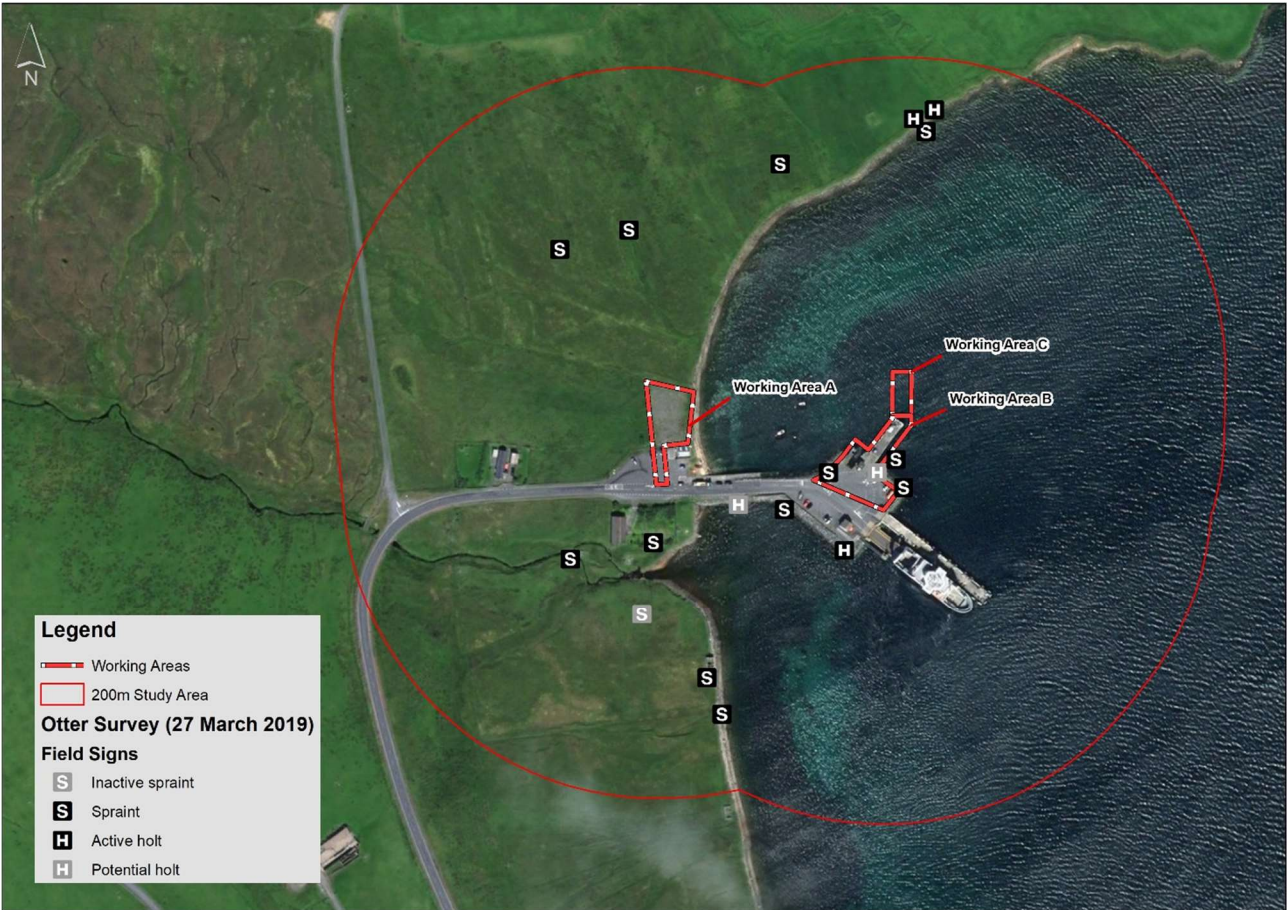 N
H
H
S
S
S
S
Working Area C
Working Area A
Working Area B
S
S
H
S
H
S
S
S
H
S
S
S
Legend
Working Areas
200m Study Area
Otter Survey (27 March 2019)
Field Signs
S Inactive spraint
S Spraint
H Active holt
H Potential holt